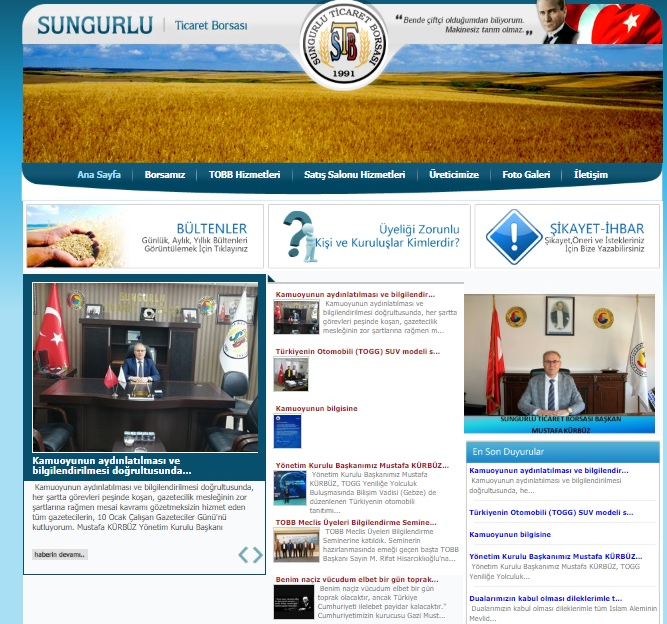 SUNGURLU Ticaret Borsası
SUNGURLU TİCARET BORSASI
STB
1991
“Bende çiftçi olduğumdan biliyorum.
Makinesiz tarım olmaz.”
Ana Sayfa Borsamız TOBB Hizmetleri Satış Salonu Hizmetleri Üreticimize Foto Galeri İletişim
BÜLTENLER
Günlük, Aylık, Yıllık Bültenleri
Görüntülemek İçin Tıklayınız
Üyeliği Zorunlu
Kişi ve Kuruluşlar Kimlerdir?
ŞİKAYET-İHBAR
Şikayet,Öneri ve İstekleriniz
İçin Bize Yazabilirsiniz
Kamuoyunun aydınlatılması ve
bilgilendirilmesi doğrultusunda...
Kamuoyunun aydınlatılması ve bilgilendirilmesi doğrultusunda,
her şartta görevleri peşinde koşan, gazetecilik mesleğinin zor
şartlarına rağmen mesai kavramı gözetmeksizin hizmet eden
tüm gazetecilerin, 10 Ocak Çalışan Gazeteciler Günü'nü
kutluyorum. Mustafa KÜRBÜZ Yönetim Kurulu Başkanı
haberin devamı..
Kamuoyunun aydınlatılması ve bilgilendir...
Kamuoyunun aydınlatılması ve
bilgilendirilmesi doğrultusunda, her şartta
görevleri peşinde koşan, gazetecilik
mesleğinin zor şartlarına rağmen m...
Türkiyenin Otomobili (TOGG) SUV modeli s...
Kamuoyunun bilgisine
Yönetim Kurulu Başkanımız Mustafa KÜRBÜZ...
Yönetim Kurulu Başkanımız Mustafa
KÜRBÜZ, TOGG Yeniliğe Yolculuk
Buluşmasında Bilişim Vadisi (Gebze) de
düzenlenen Türkiyenin otomobili
tanıtımı...
TOBB Meclis Üyeleri Bilgilendirme Semine...
TOBB Meclis Üyeleri Bilgilendirme
Seminerine katıldık. Seminerin
hazırlanmasında emeği geçen başta TOBB
Başkanı Sayın M. Rifat Hisarcıklıoğlu'na...
Benim naçiz vücudum elbet bir gün toprak...
Benim naçiz vücudum elbet bir gün
toprak olacaktır, ancak Türkiye
Cumhuriyeti ilelebet payidar kalacaktır."
Cumhuriyetimizin kurucusu Gazi Must...
SUNGURLU TİCARET BORSASI BAŞKAN
MUSTAFA KÜRBÜZ
En Son Duyurular
Kamuoyunun aydınlatılması ve bilgilendir...
Kamuoyunun aydınlatılması ve bilgilendirilmesi
doğrultusunda, he...
Türkiyenin Otomobili (TOGG) SUV modeli s...
Kamuoyunun bilgisine
Yönetim Kurulu Başkanımız Mustafa KÜRBÜZ...
Yönetim Kurulu Başkanımız Mustafa KÜRBÜZ, TOGG
Yeniliğe Yolculuk...
Dualarımızın kabul olması dileklerimle t...
Dualarımızın kabul olması dileklerimle tüm İslam Aleminin
Mevlid...